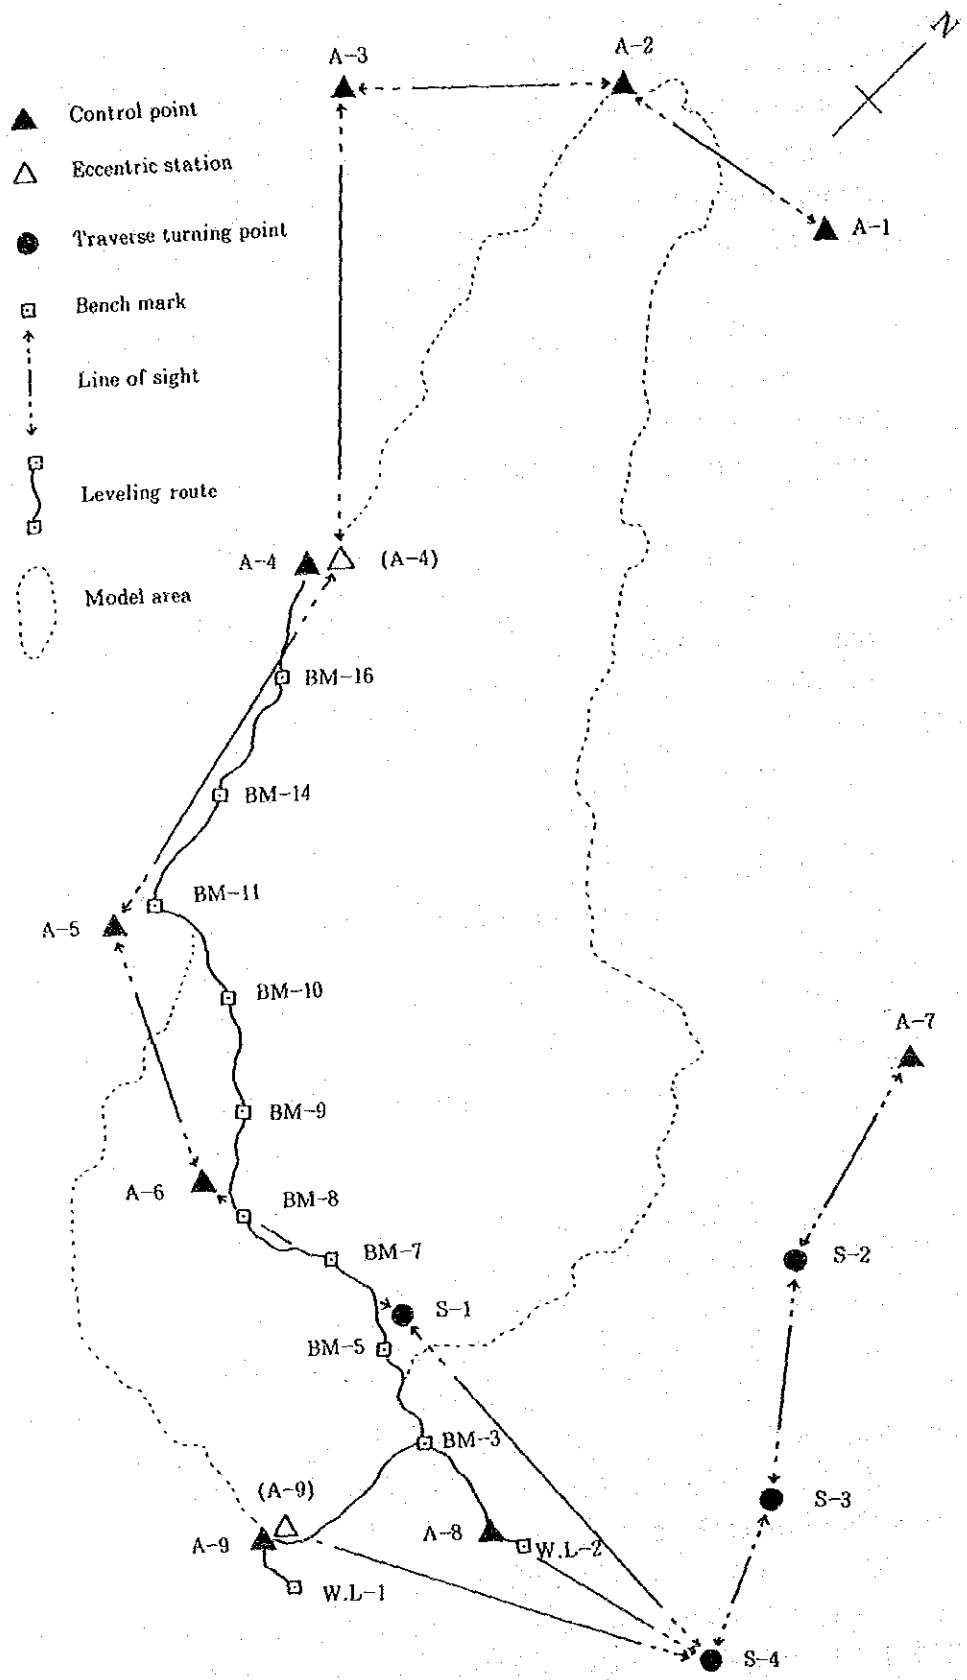 N
A-3
A-2
Control point
Eccentric station
Traverse turning point
Bench mark
Line of sight
Leveling route
Model area
A-1
A-4
(A-4)
BM-16
BM-14
BM-11
A-5
BM-10
A-7
BM-9
A-6
BM-8
BM-7
S-2
S-1
BM-5
BM-3
(A-9)
S-3
A-9
A-8
W.L-2
W.L-1
S-4